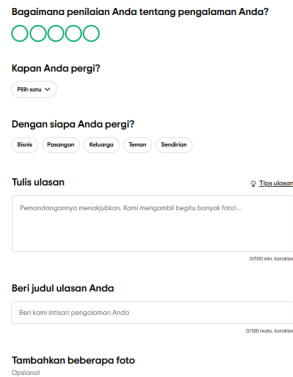 Bagaimana penilaian Anda tentang pengalaman Anda?
Kapan Anda pergi?
Pilih satu
Dengan siapa Anda pergi?
Bisnis Pasangan Keluarga Teman Sendirian
Tulis ulasan Tips ulasan
Pemandangannya menakjubkan. Kami mengambil begitu banyak foto!...
0/100 min. karakter
Beri judul ulasan Anda
Beri kami intisari pengalaman Anda
0/120 maks. karakter
Tambahkan beberapa foto
Opsional